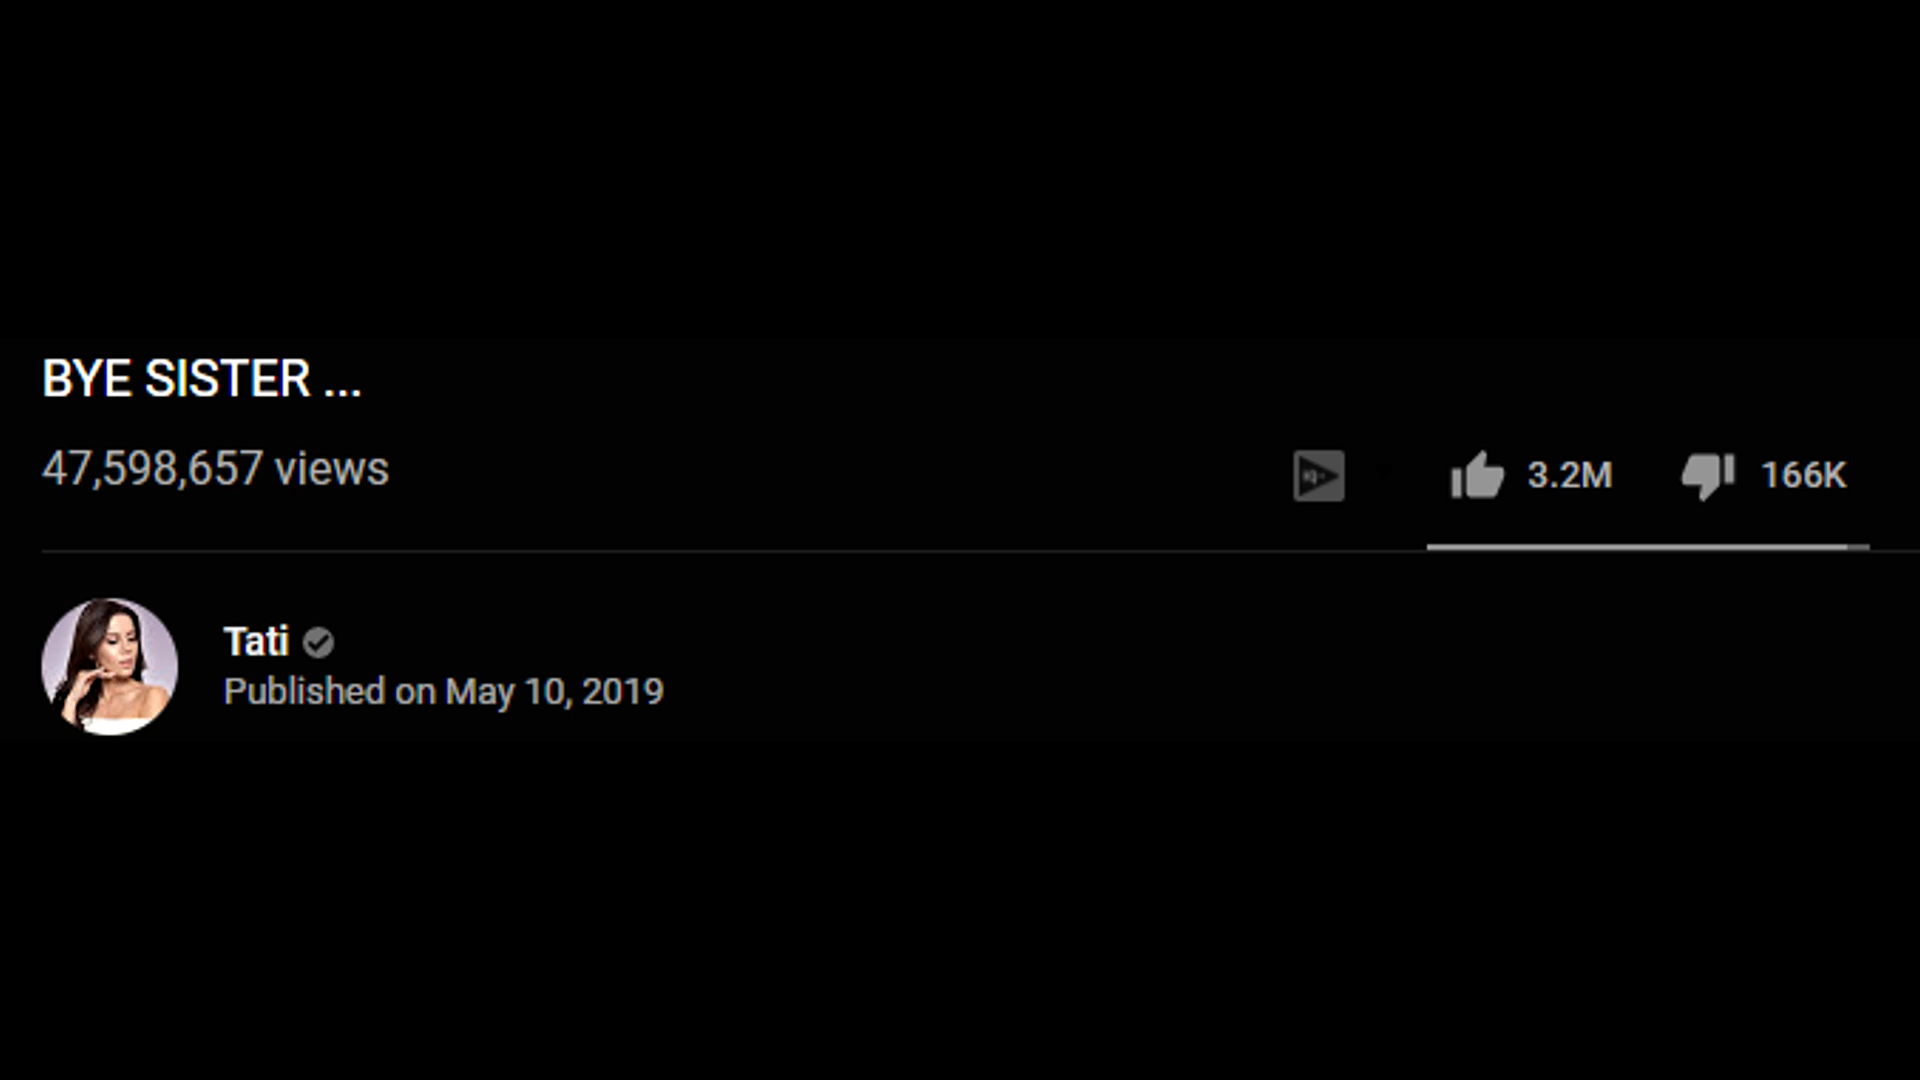 BYE SISTER ...
47,598,657 views
3.2M
166K
Tati
Published on May 10, 2019